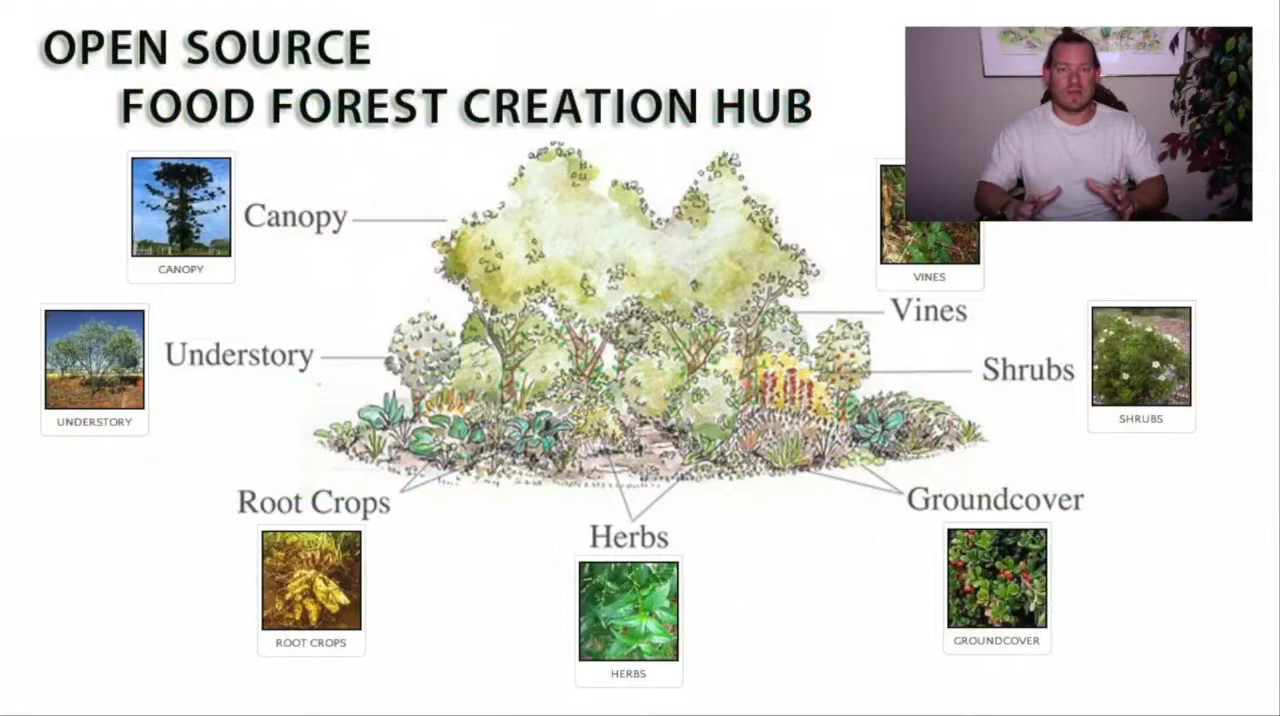 OPEN SOURCE
FOOD FOREST CREATION HUB
CANOPY
Canopy
VINES
Vines
UNDERSTORY
Understory
Shrubs
SHRUBS
Root Crops
ROOT CROPS
Herbs
HERBS
Groundcover
GROUNDCOVER